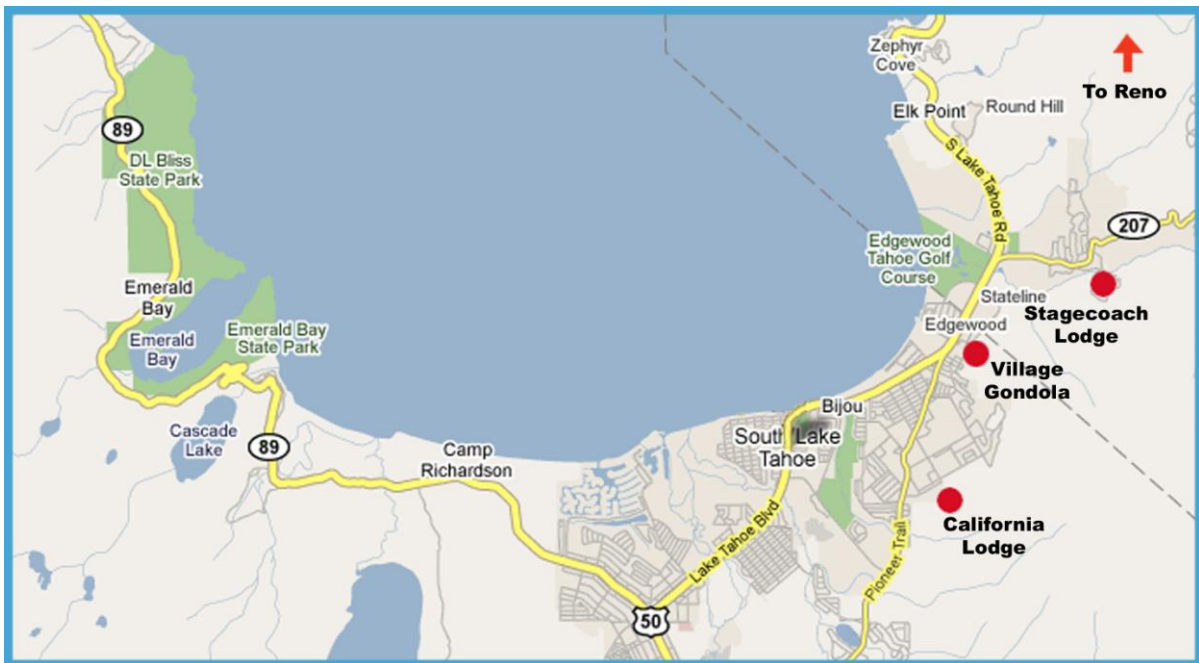 Zephyr
Cove
To Reno
Elk Point
Round Hill
89
DL Bliss
State Park
S Lake Tahoe Rd
207
Edgewood
Tahoe Golf
Course
Emerald
Bay
Stateline
Stagecoach
Lodge
Emerald
Bay
Emerald Bay
State Park
Edgewood
Village
Gondola
Bijou
Cascade
Lake
89
Camp
Richardson
South Lake
Tahoe
Lake Tahoe Blvd
California
Lodge
Pioneer Trail
50